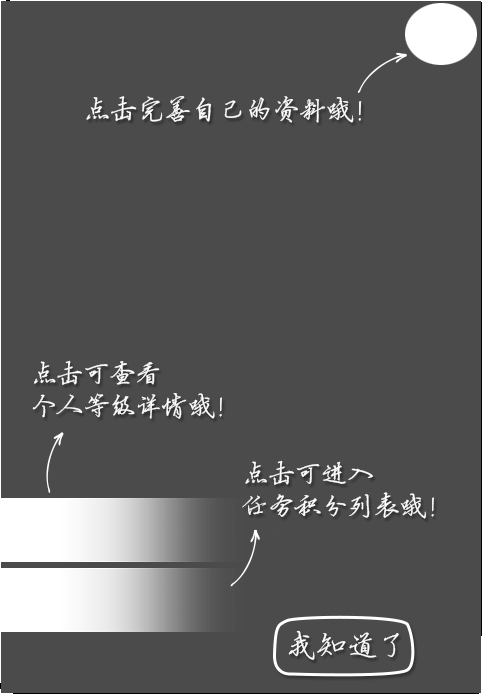 点击完善自己的资料哦!
点击可查看
个人等级详情哦!
点击可进入
任务积分列表哦!
我知道了